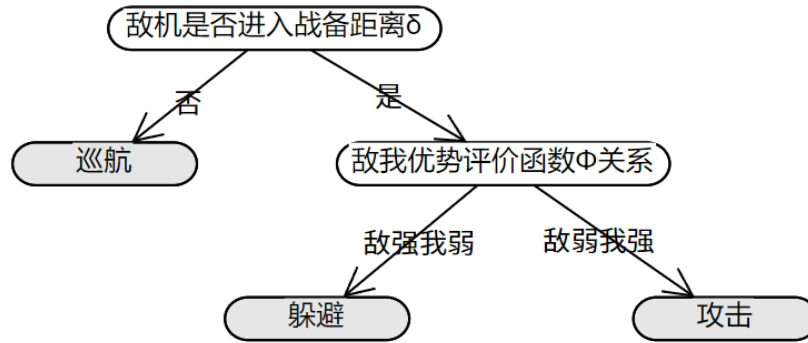 敌机是否进入战备距离δ
否
是
巡航
敌我优势评价函数Φ关系
敌强我弱
敌弱我强
躲避
攻击